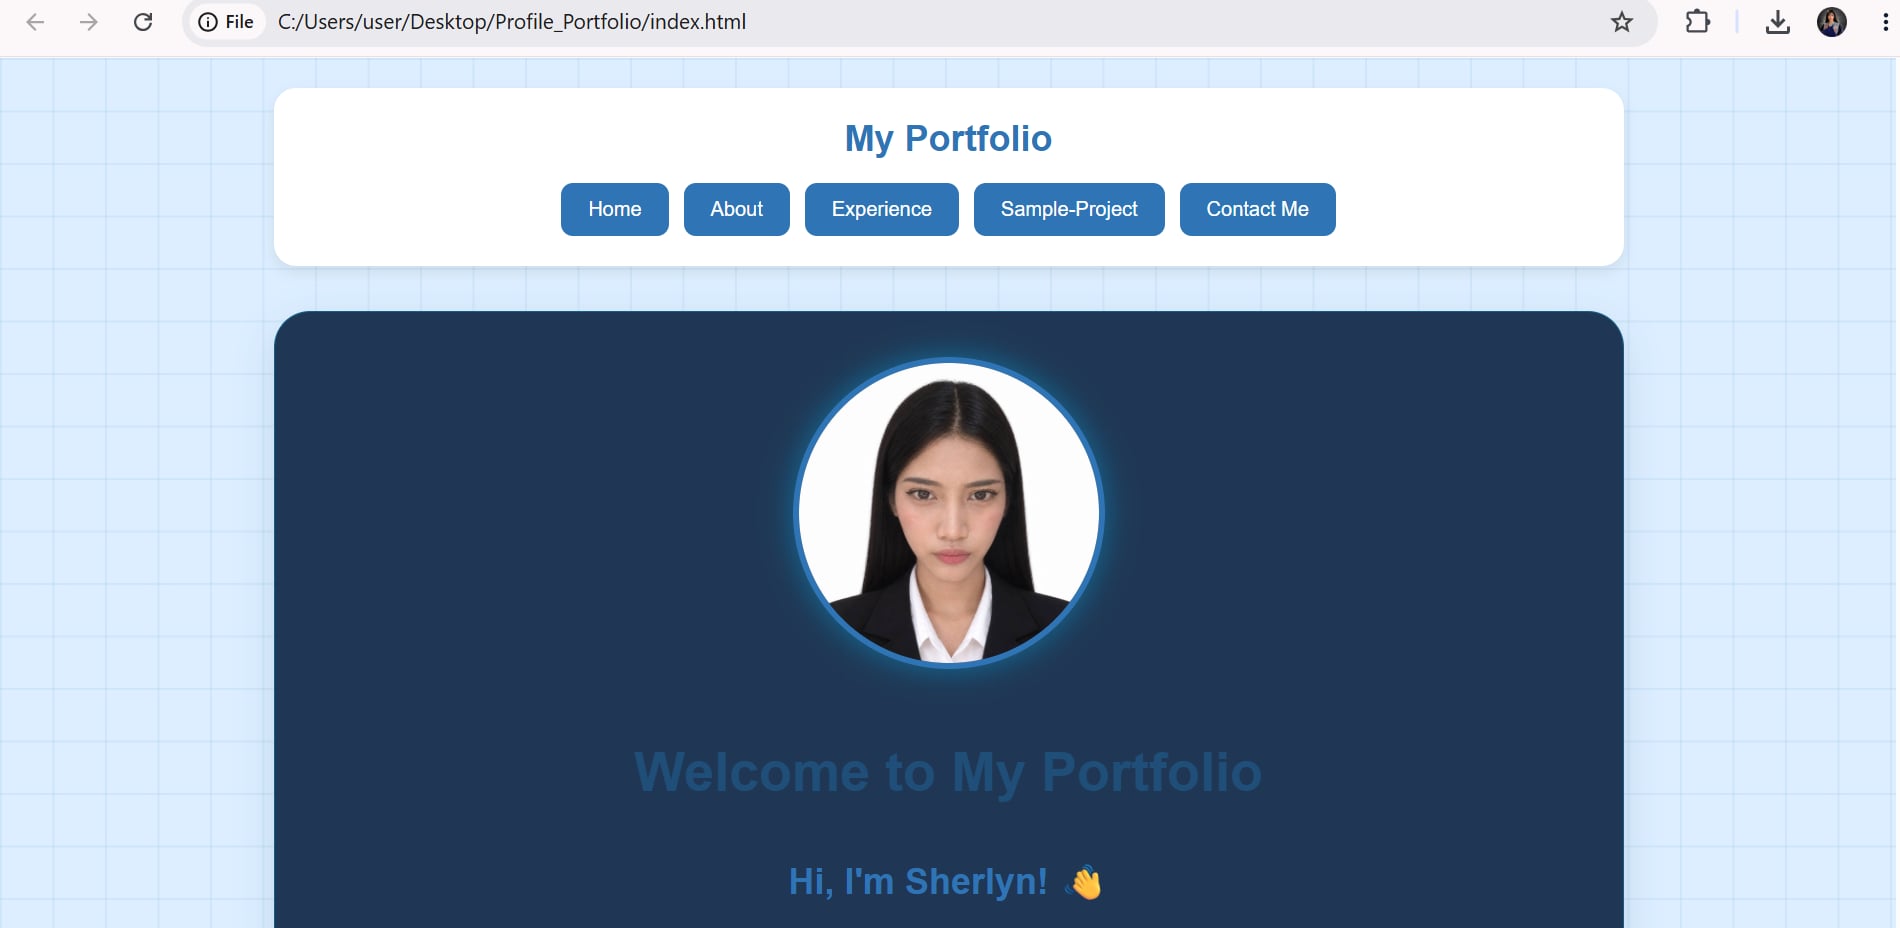 File C:/Users/user/Desktop/Profile_Portfolio/index.html
My Portfolio
Home About Experience Sample-Project Contact Me
Welcome to My Portfolio
Hi, I'm Sherlyn! 👋